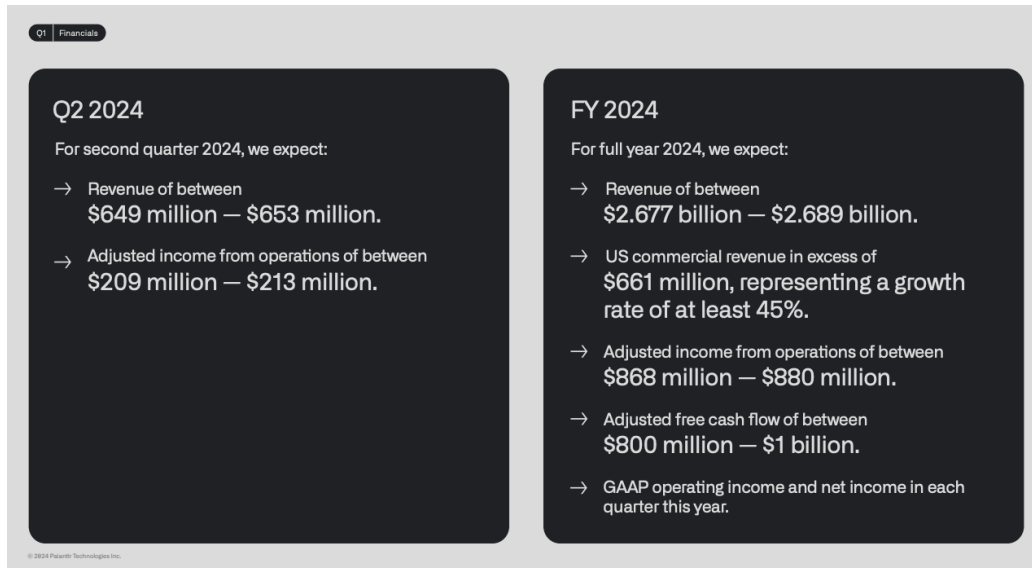 Q1 Financials
Q2 2024
For second quarter 2024, we expect:
→ Revenue of between
$649 million — $653 million.
→ Adjusted income from operations of between
$209 million — $213 million.
FY 2024
For full year 2024, we expect:
→ Revenue of between
$2.677 billion — $2.689 billion.
→ US commercial revenue in excess of
$661 million, representing a growth
rate of at least 45%.
→ Adjusted income from operations of between
$868 million — $880 million.
→ Adjusted free cash flow of between
$800 million — $1 billion.
→ GAAP operating income and net income in each
quarter this year.
© 2024 Palantir Technologies Inc.